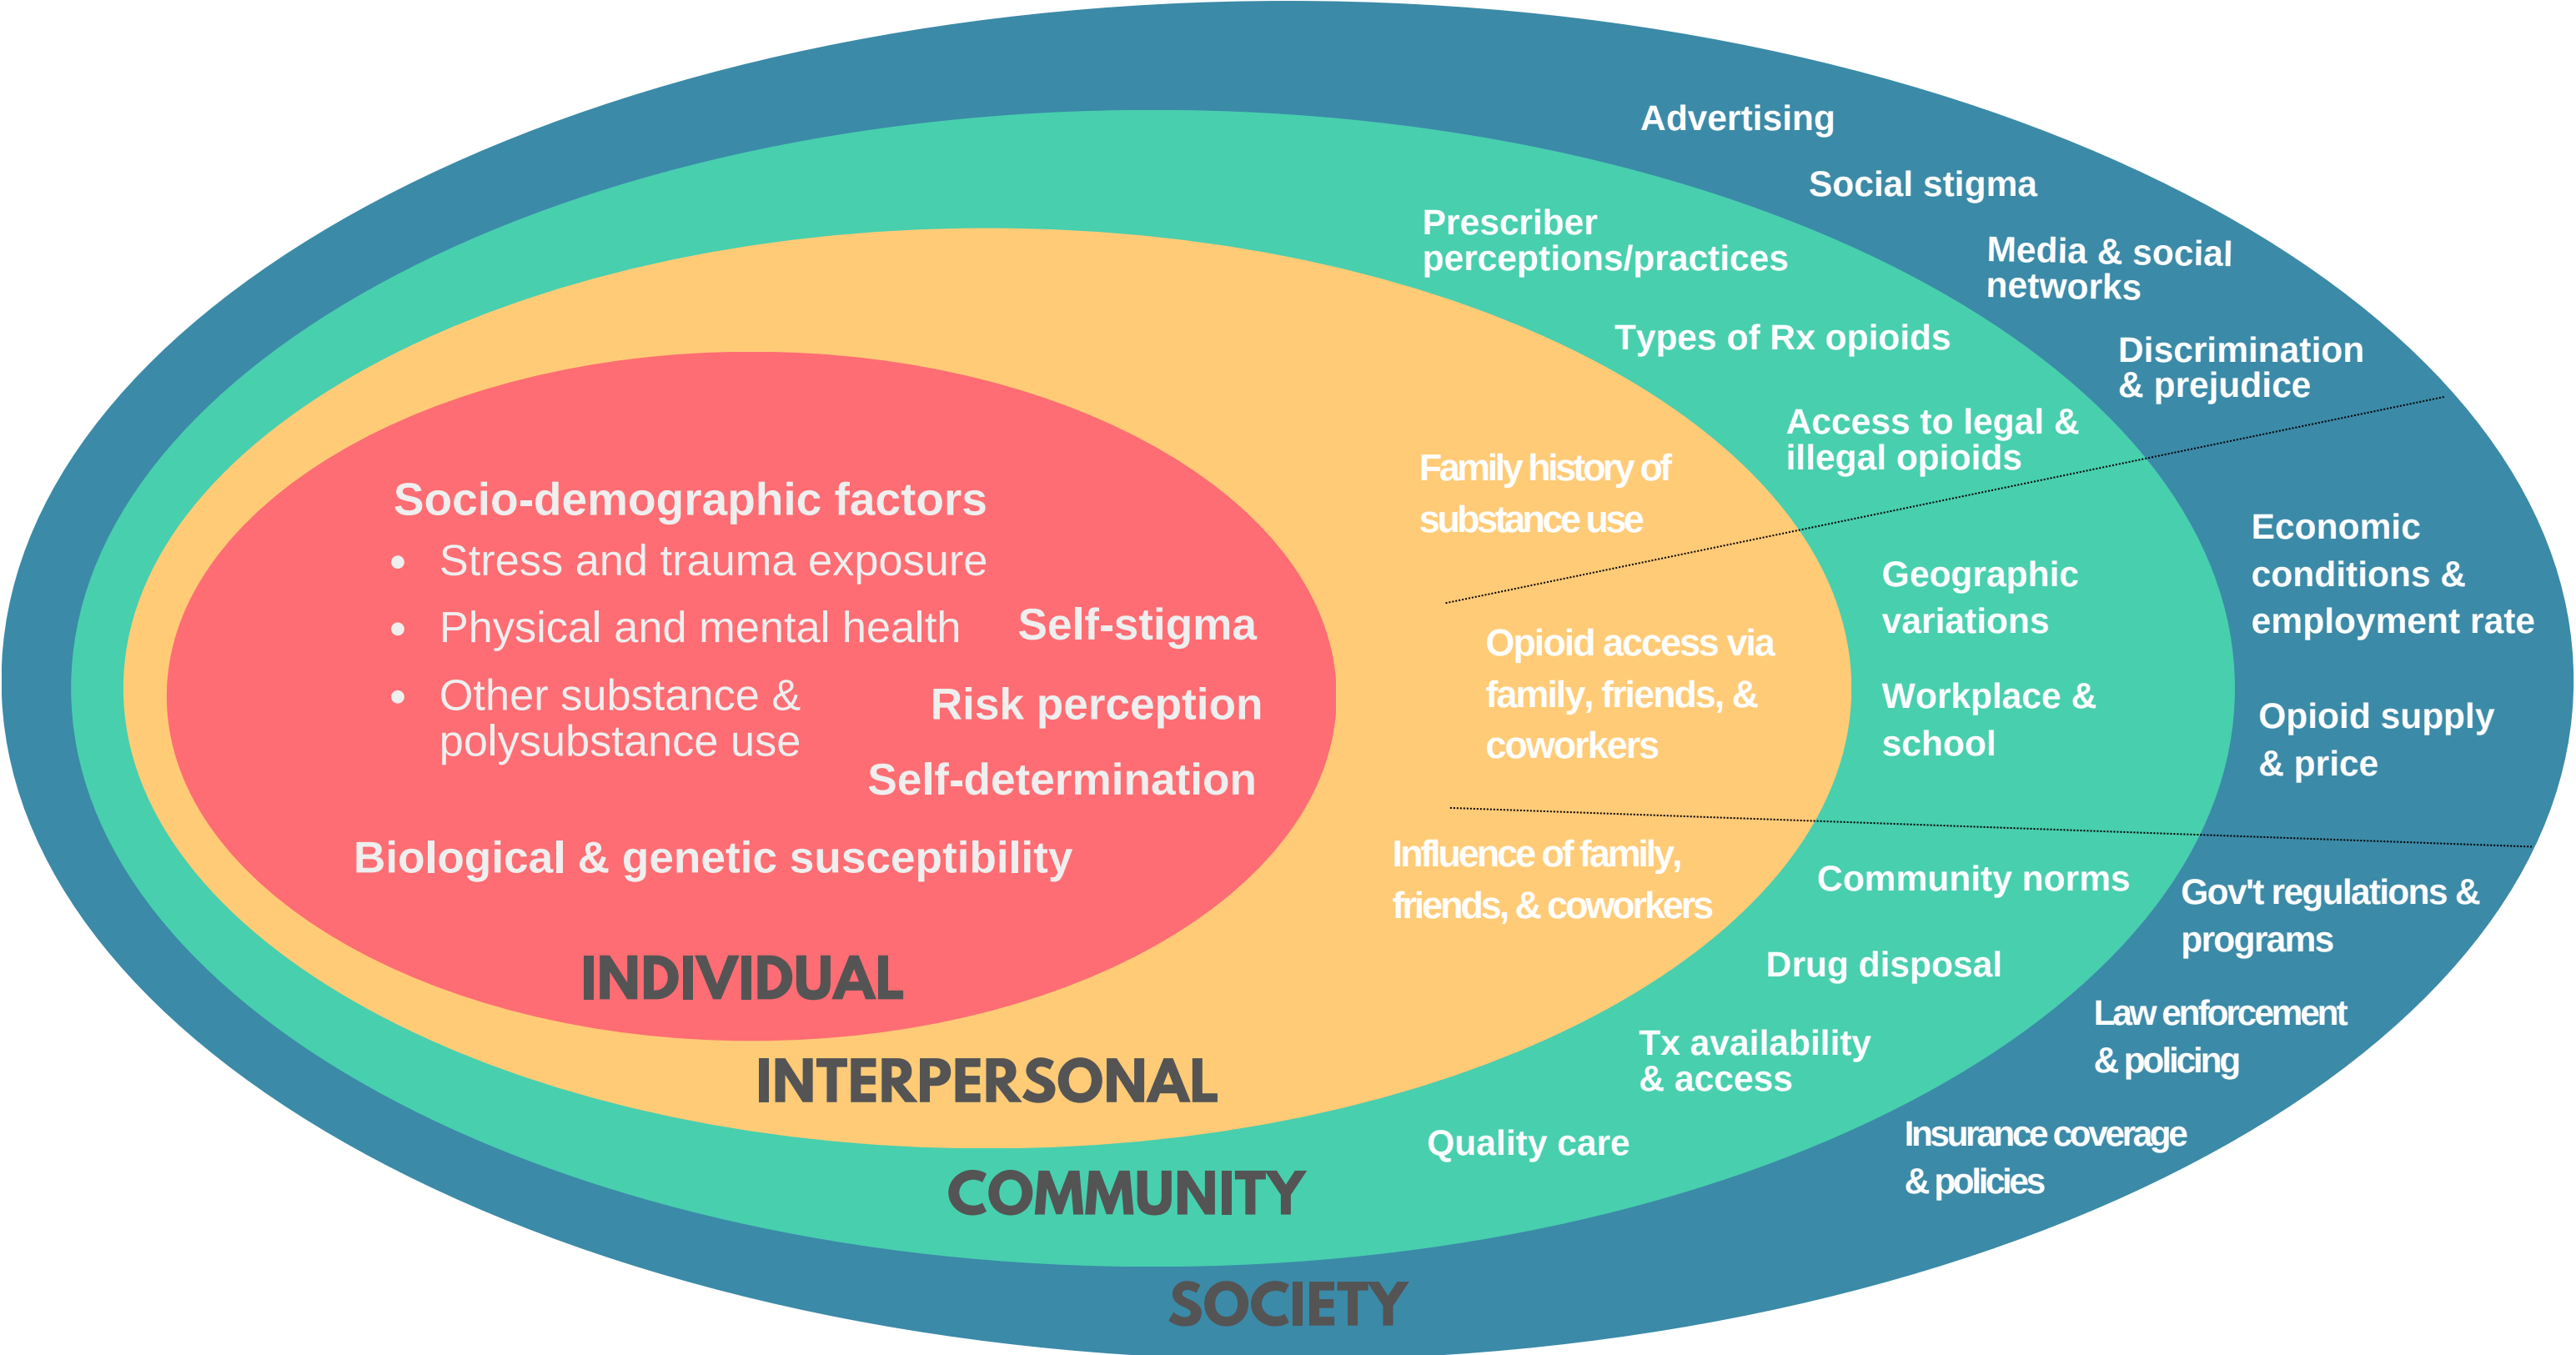 Advertising
Social stigma
Media & social
networks
Discrimination
& prejudice
Economic
conditions &
employment rate
Opioid supply
& price
Gov't regulations &
programs
Law enforcement
& policing
Insurance coverage
& policies
Prescriber
perceptions/practices
Types of Rx opioids
Access to legal &
illegal opioids
Geographic
variations
Workplace &
school
Community norms
Drug disposal
Tx availability
& access
Quality care
Family history of
substance use
Opioid access via
family, friends, &
coworkers
Influence of family,
friends, & coworkers
Socio-demographic factors
• Stress and trauma exposure
• Physical and mental health
• Other substance &
polysubstance use
Self-stigma
Risk perception
Self-determination
Biological & genetic susceptibility
INDIVIDUAL
INTERPERSONAL
COMMUNITY
SOCIETY